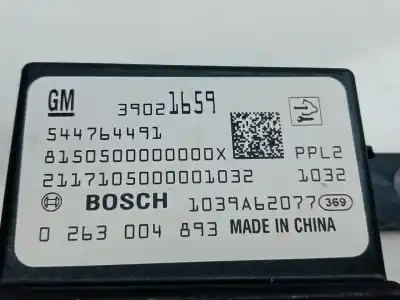 GM 39021659
544764491
8150500000000X PPL2
2117105000001032 1032
BOSCH 1039A62077 369
0 263 004 893 MADE IN CHINA